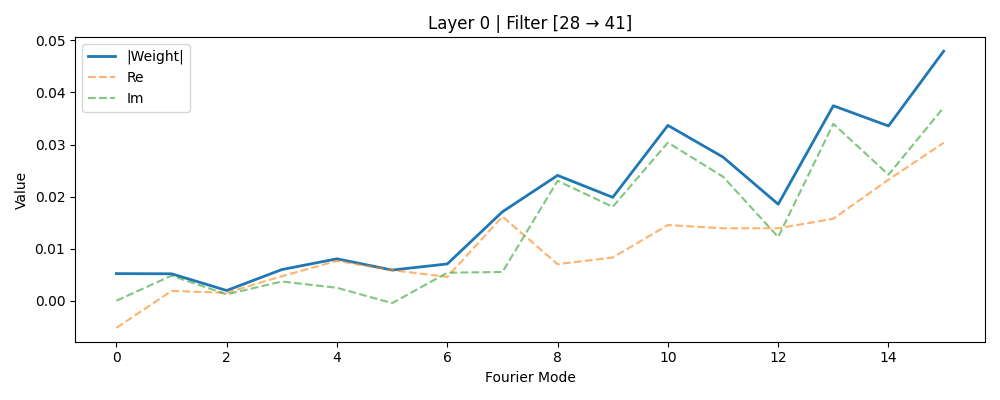 Layer 0 | Filter [28 → 41]
|Weight|
Re
Im
Value
0.05
0.04
0.03
0.02
0.01
0.00
0 2 4 6 8 10 12 14
Fourier Mode